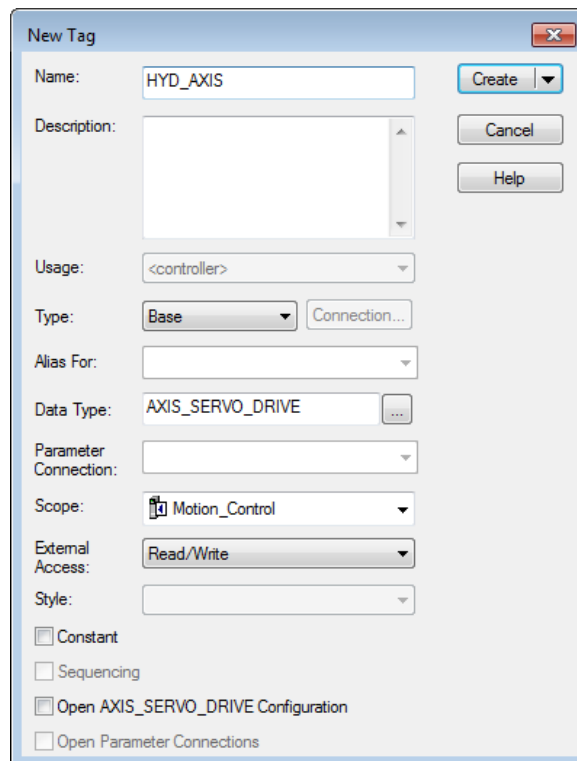 New Tag
Name: HYD_AXIS Create
Description: Cancel
Help
Usage: <controller>
Type: Base Connection...
Alias For:
Data Type: AXIS_SERVO_DRIVE ...
Parameter
Connection:
Scope: Motion_Control
External
Access: Read/Write
Style:
Constant
Sequencing
Open AXIS_SERVO_DRIVE Configuration
Open Parameter Connections